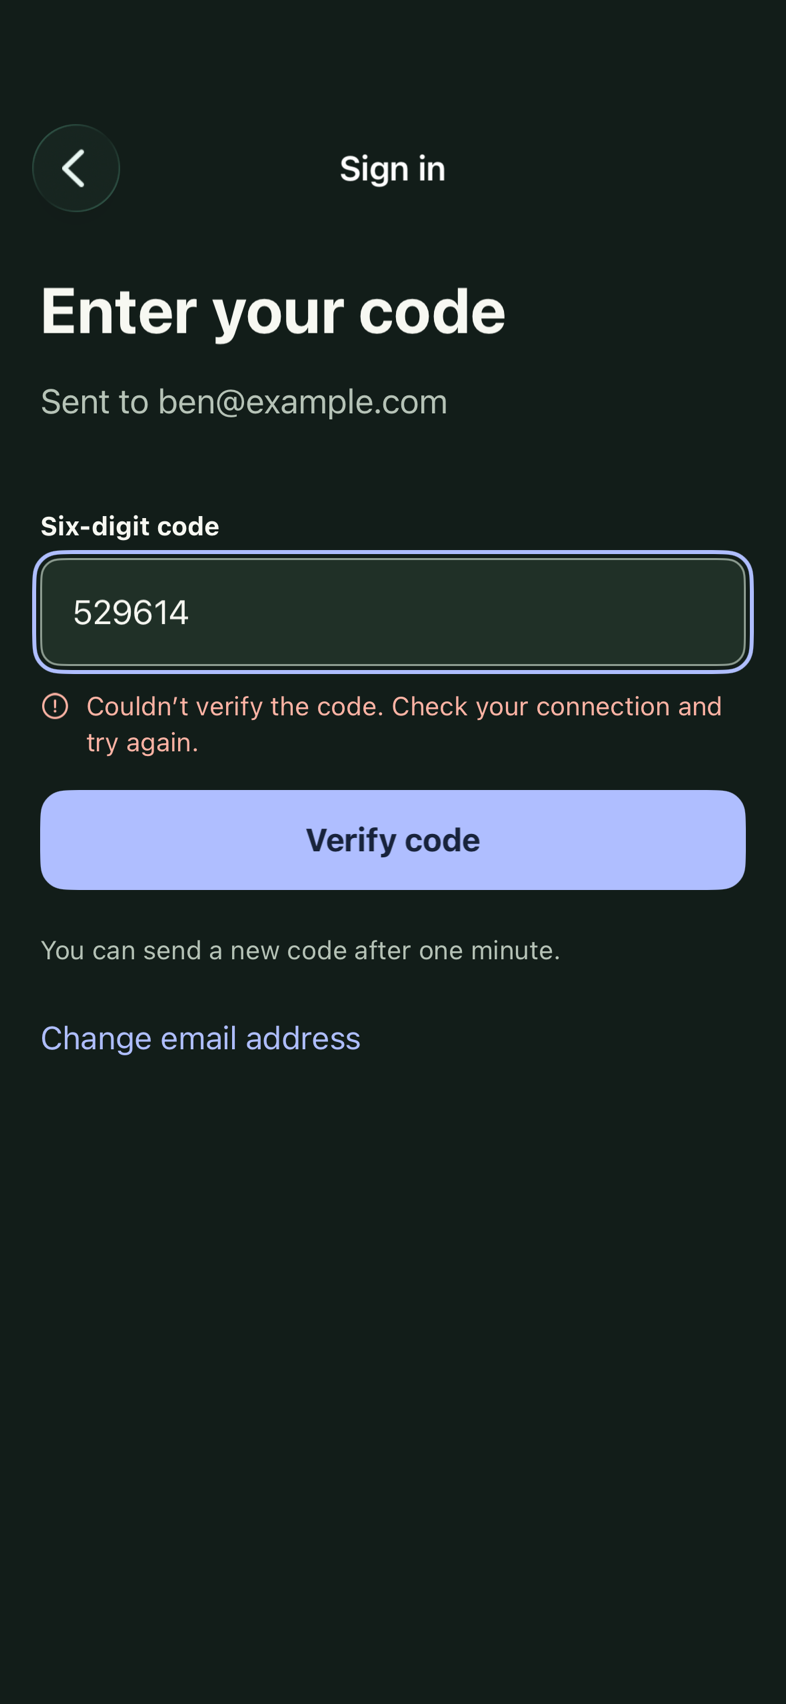 Sign in
Enter your code
Sent to ben@example.com
Six-digit code
529614
Couldn’t verify the code. Check your connection and
try again.
Verify code
You can send a new code after one minute.
Change email address